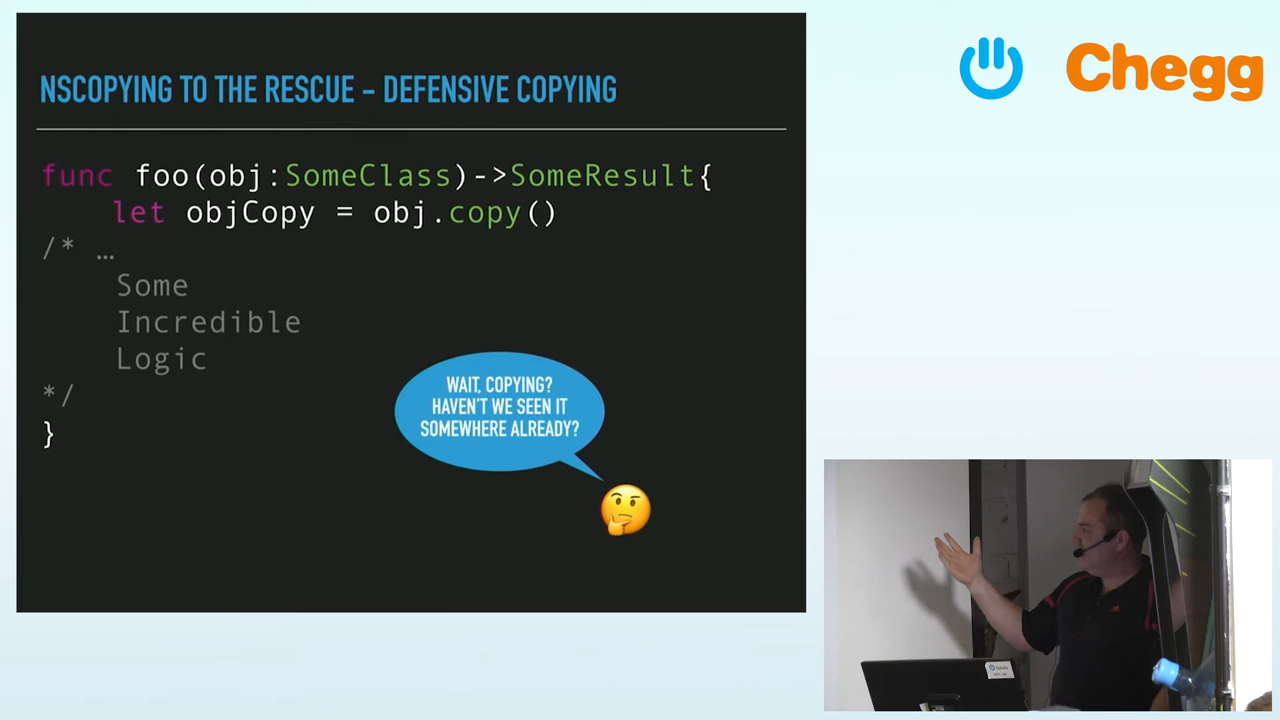 NSCOPYING TO THE RESCUE – DEFENSIVE COPYING
func foo(obj:SomeClass)->SomeResult{
let objCopy = obj.copy()
/* …
Some
Incredible
Logic
*/
}
WAIT, COPYING?
HAVEN'T WE SEEN IT
SOMEWHERE ALREADY?
Chegg